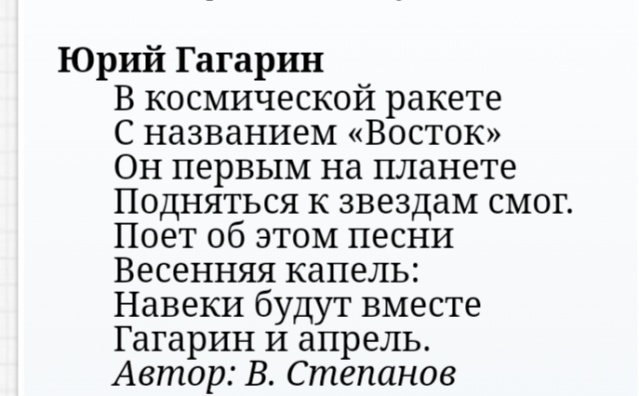 Юрий Гагарин
В космической ракете
С названием «Восток»
Он первым на планете
Подняться к звездам смог.
Поет об этом песни
Весенняя капель:
Навеки будут вместе
Гагарин и апрель.
Автор: В. Степанов